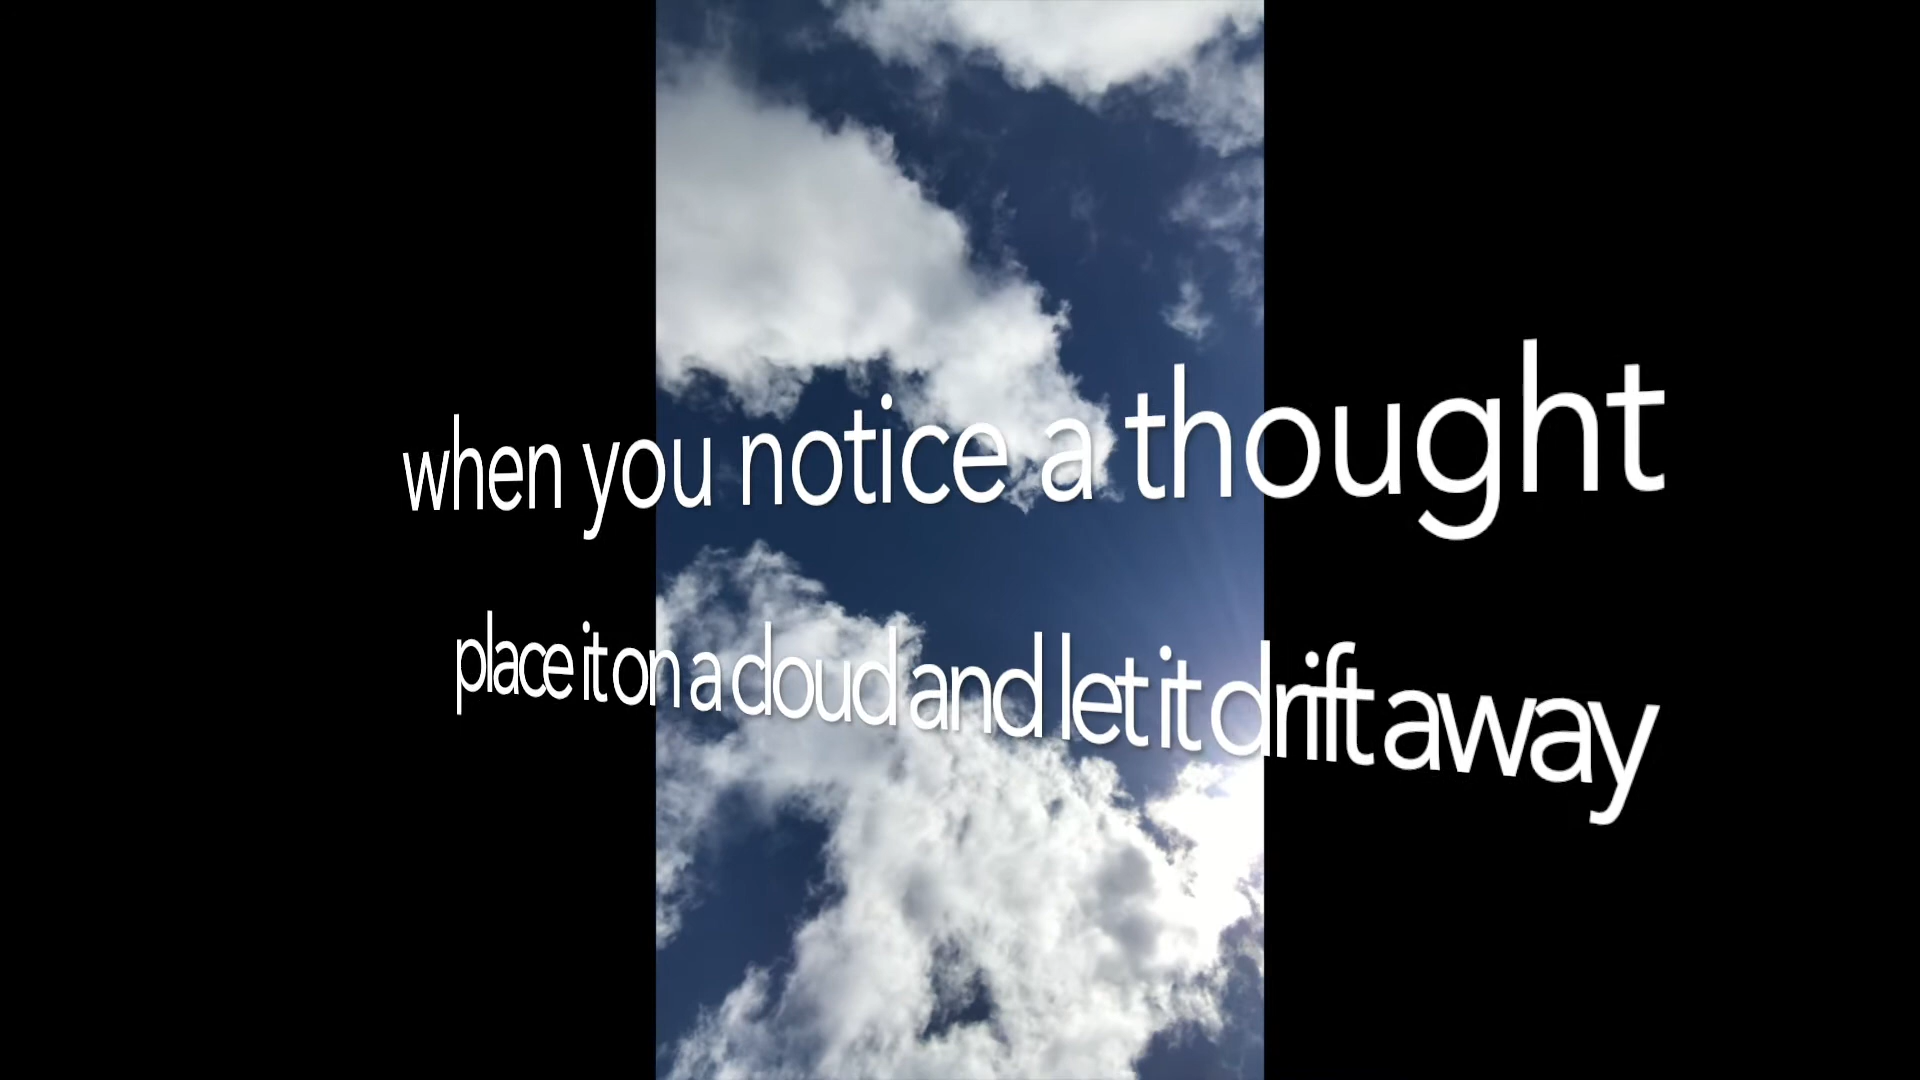 when you notice a thought
place it on a cloud and let it drift away